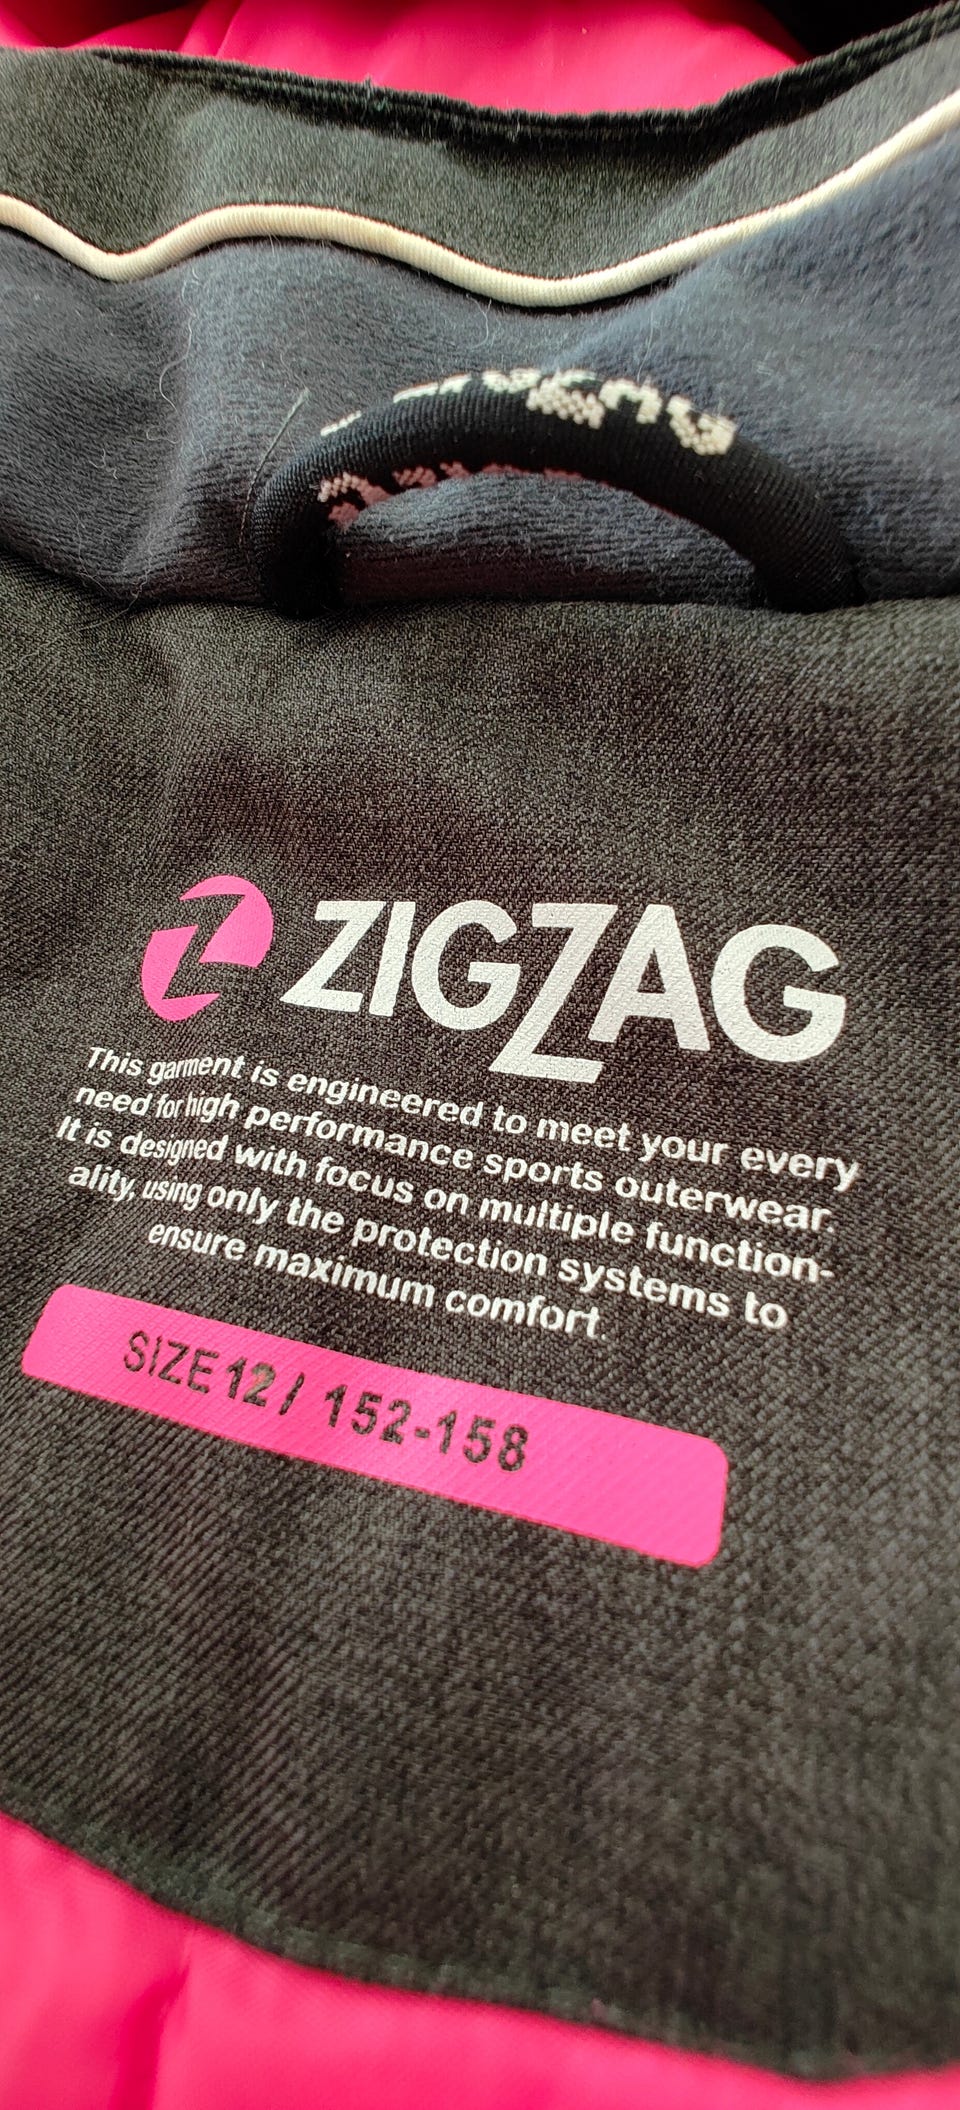 ZIGZAG
This garment is engineered to meet your every
need for high performance sports outerwear.
It is designed with focus on multiple function-
ality, using only the protection systems to
ensure maximum comfort.
SIZE 12 / 152-158